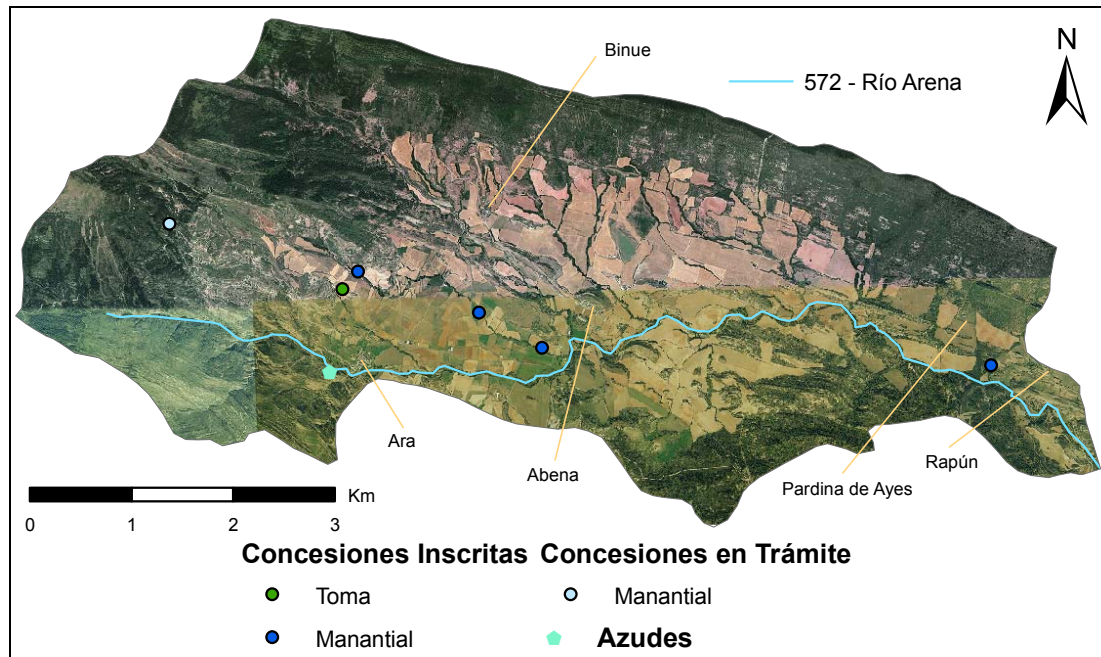 Binue
N
572 - Río Arena
Ara
Abena
Rapún
Pardina de Ayes
Km
0 1 2 3
Concesiones Inscritas Concesiones en Trámite
Toma Manantial
Manantial Azudes